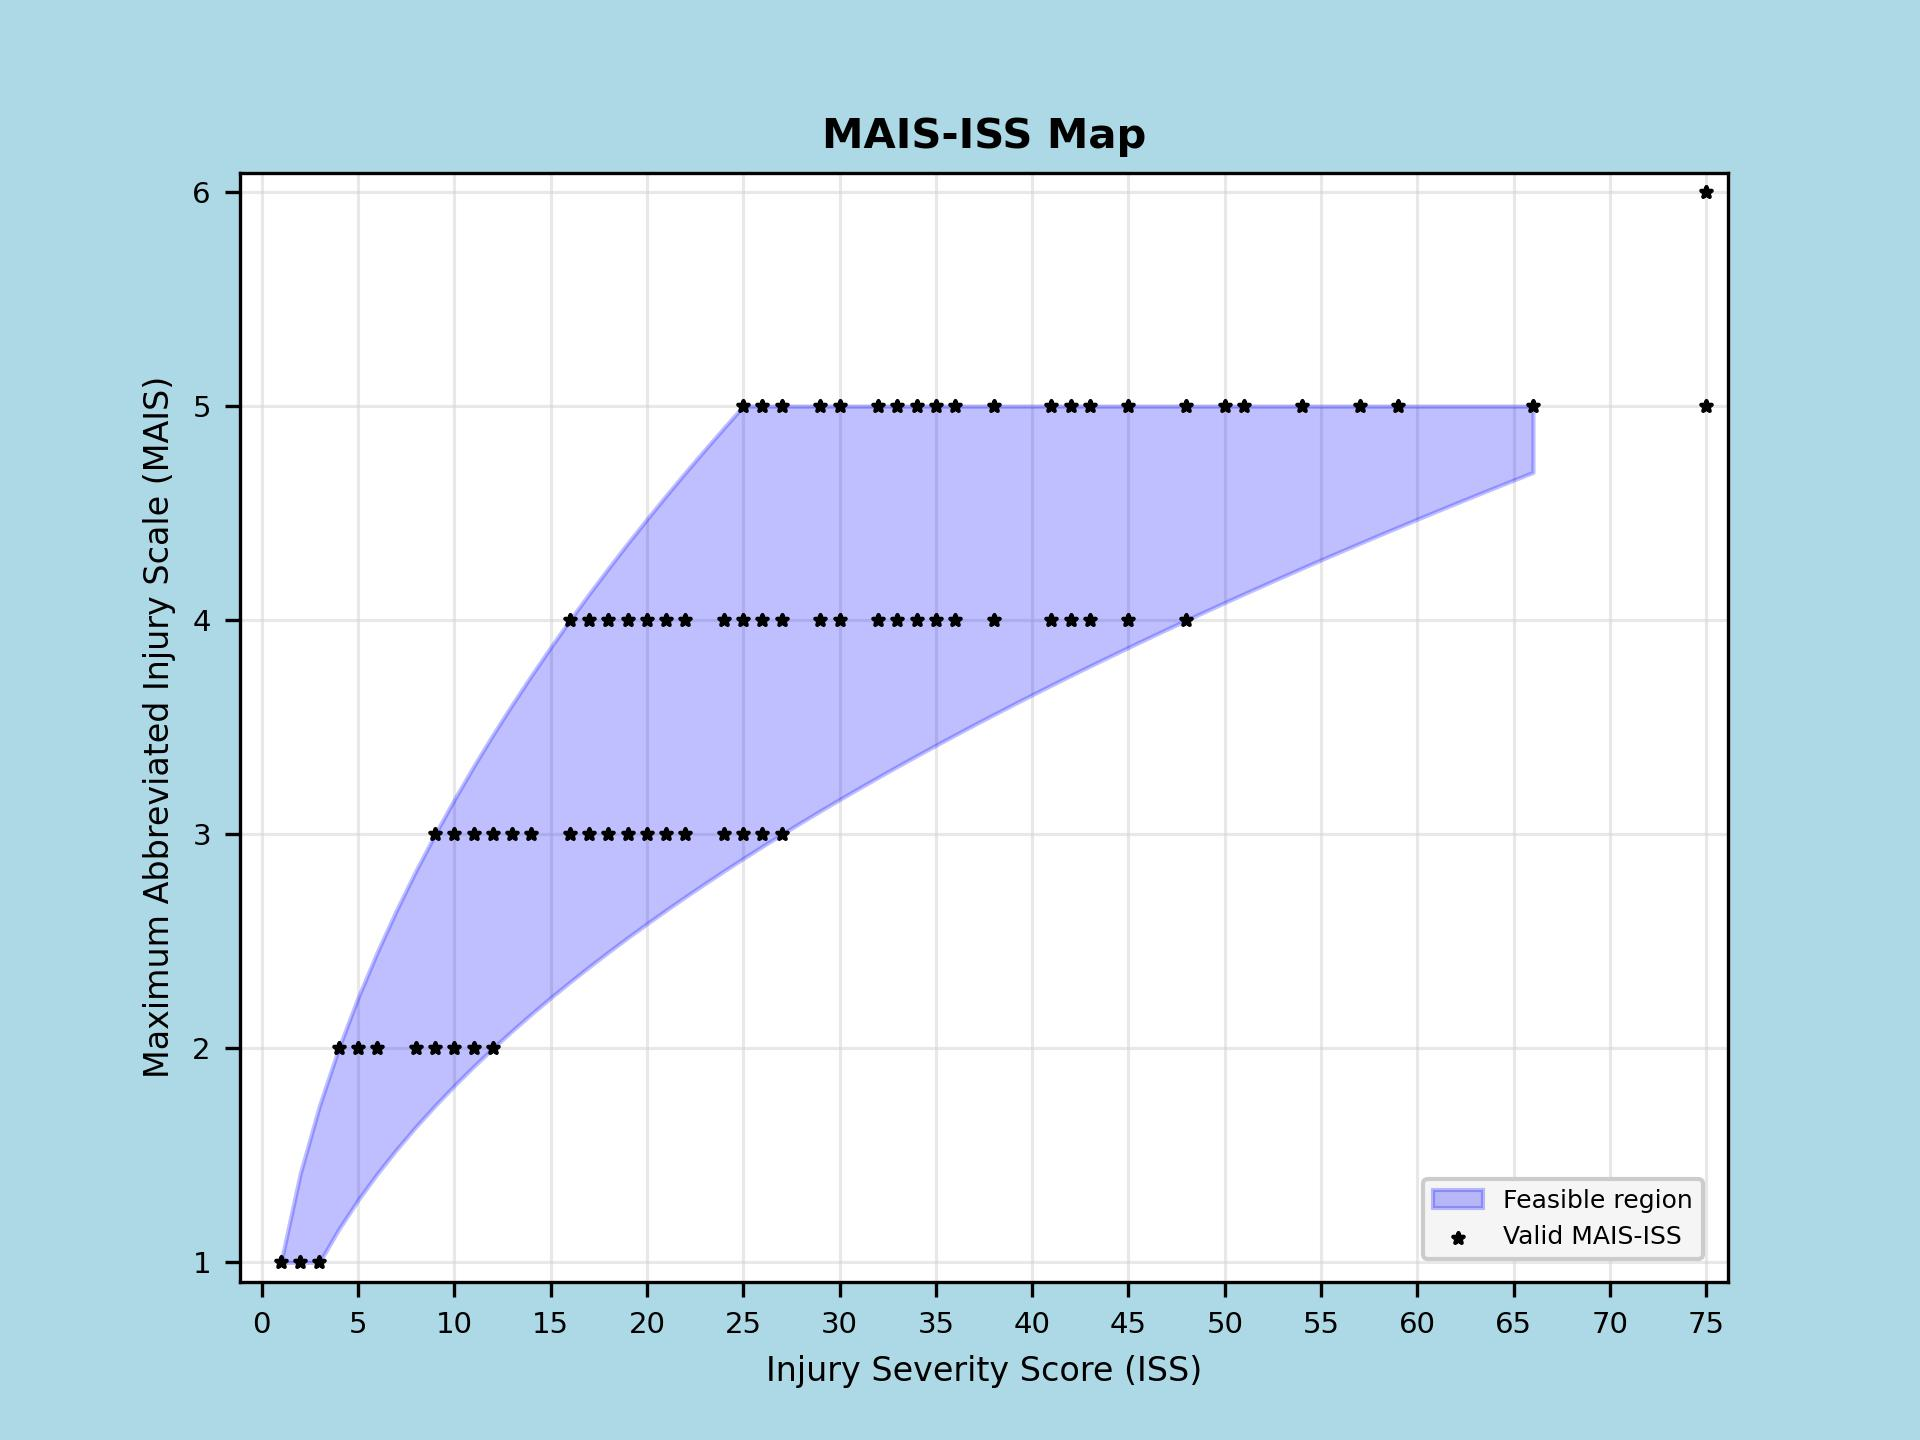 MAIS-ISS Map
6
5
4
3
2
1
Maximum Abbreviated Injury Scale (MAIS)
Feasible region
Valid MAIS-ISS
0 5 10 15 20 25 30 35 40 45 50 55 60 65 70 75
Injury Severity Score (ISS)